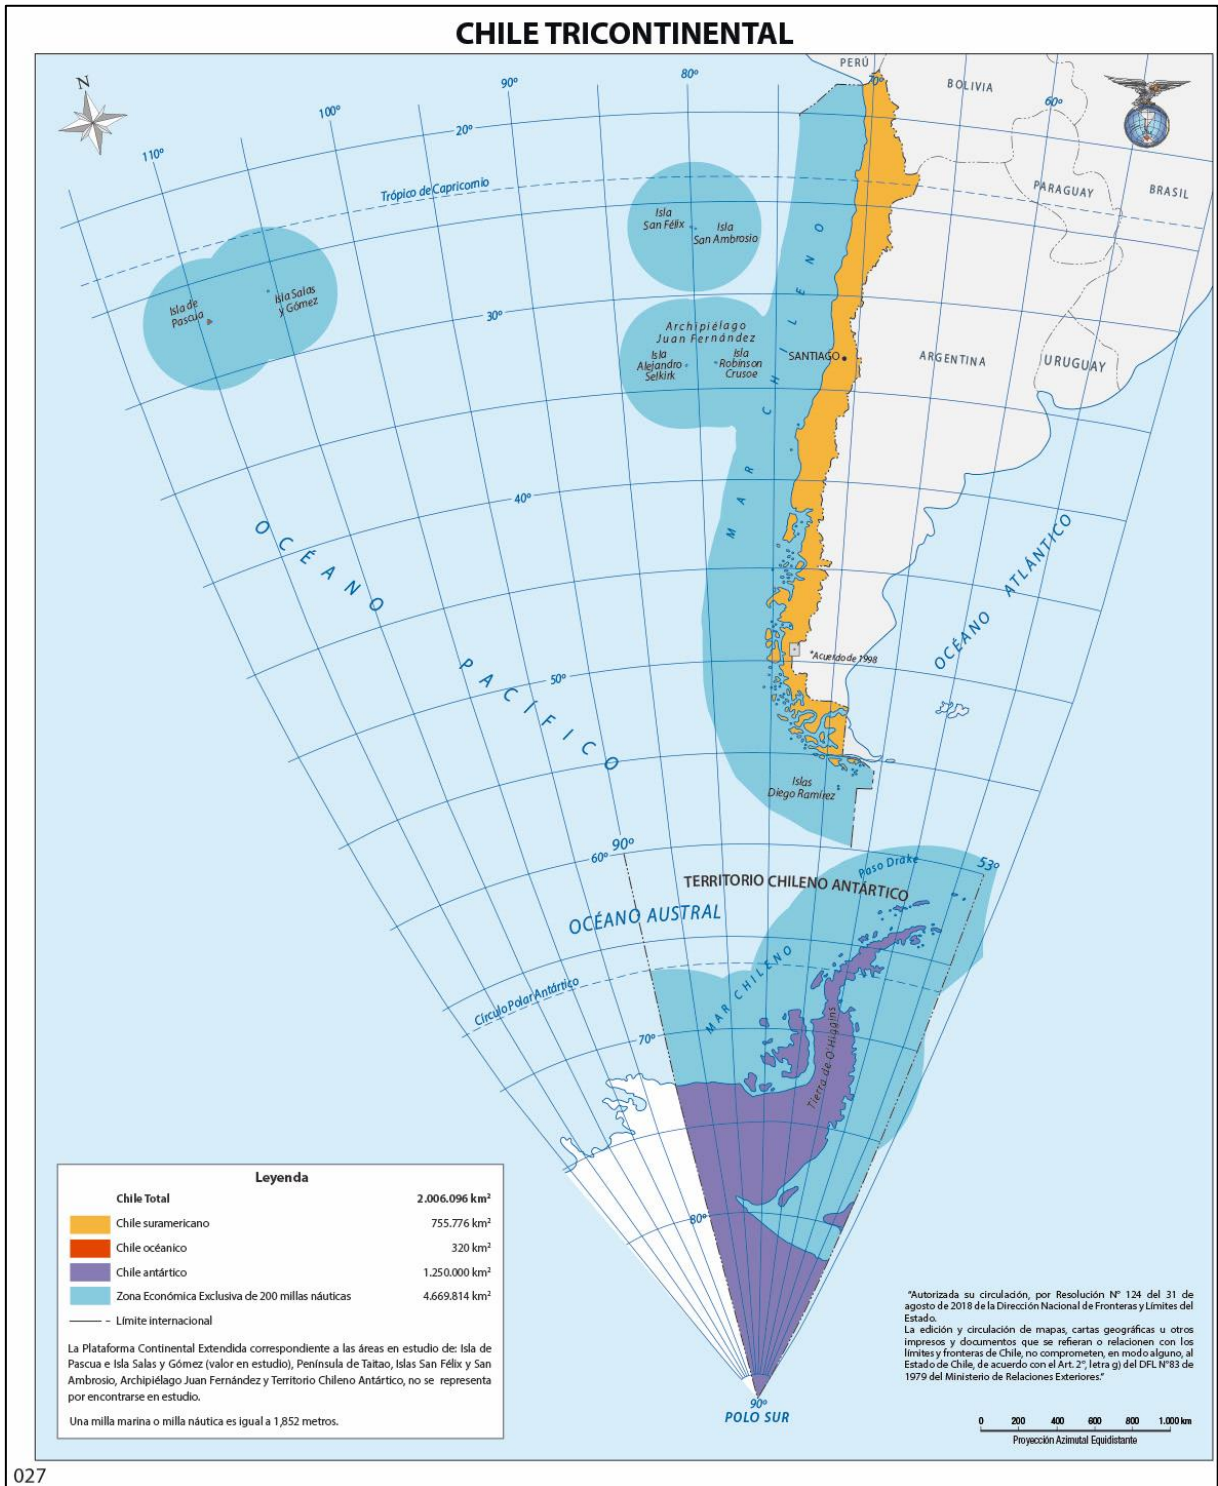 CHILE TRICONTINENTAL
N
PERÚ
BOLIVIA
PARAGUAY
BRASIL
ARGENTINA
URUGUAY
110º
100º
90º
80º
70º
60º
20º
Trópico de Capricornio
Isla
San Félix
Isla
San Ambrosio
Isla de
Pascua
Isla Salas
y Gómez
30º
Archipiélago
Juan Fernández
Isla
Alejandro
Selkirk
Isla
Robinson
Crusoe
SANTIAGO
MAR CHILENO
40º
OCÉANO PACÍFICO
OCÉANO ATLÁNTICO
*Acuerdo de 1998
50º
Islas
Diego Ramírez
60º
90º
53º
Paso Drake
TERRITORIO CHILENO ANTÁRTICO
OCÉANO AUSTRAL
MAR CHILENO
Círculo Polar Antártico
70º
Tierra de O'Higgins
80º
90º
POLO SUR
Leyenda
Chile Total 2.006.096 km²
Chile suramericano 755.776 km²
Chile océanico 320 km²
Chile antártico 1.250.000 km²
Zona Económica Exclusiva de 200 millas náuticas 4.669.814 km²
Límite internacional
La Plataforma Continental Extendida correspondiente a las áreas en estudio de: Isla de
Pascua e Isla Salas y Gómez (valor en estudio), Península de Taitao, Islas San Félix y San
Ambrosio, Archipiélago Juan Fernández y Territorio Chileno Antártico, no se representa
por encontrarse en estudio.
Una milla marina o milla náutica es igual a 1,852 metros.
"Autorizada su circulación, por Resolución Nº 124 del 31 de
agosto de 2018 de la Dirección Nacional de Fronteras y Límites del
Estado.
La edición y circulación de mapas, cartas geográficas u otros
impresos y documentos que se refieran o relacionen con los
límites y fronteras de Chile, no comprometen, en modo alguno, al
Estado de Chile, de acuerdo con el Art. 2º, letra g) del DFL Nº83 de
1979 del Ministerio de Relaciones Exteriores."
0 200 400 600 800 1.000 km
Proyección Azimutal Equidistante
027